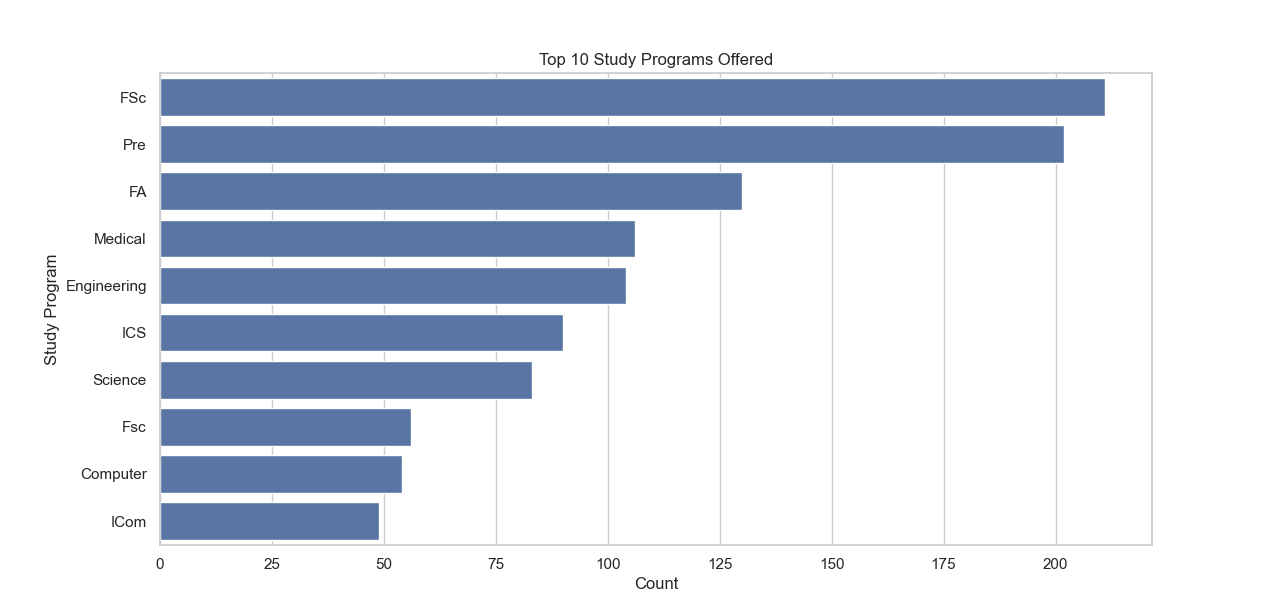 Top 10 Study Programs Offered
Study Program
FSc
Pre
FA
Medical
Engineering
ICS
Science
Fsc
Computer
ICom
0 25 50 75 100 125 150 175 200
Count